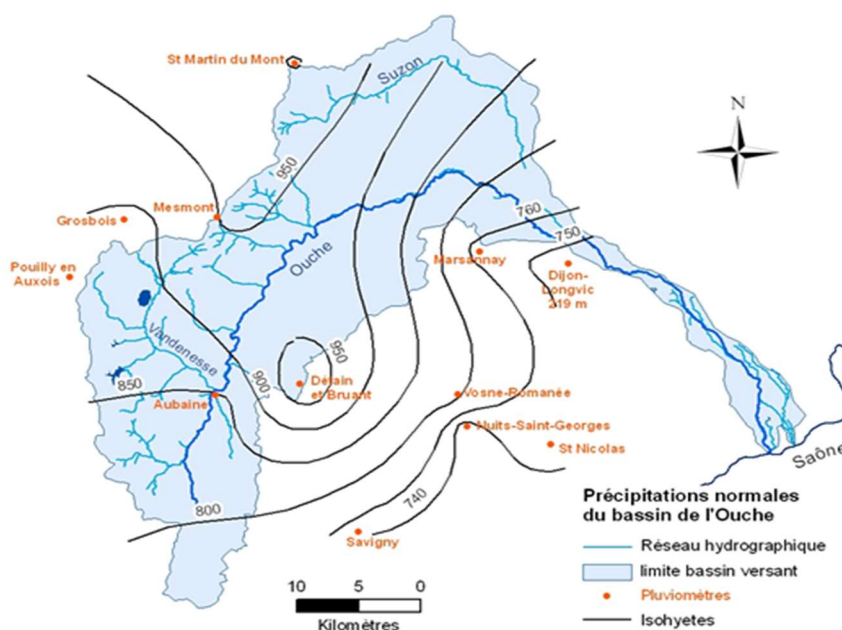 St Martin du Mont
Suzon
N
950
Mesmont
Grosbois
760
750
Ouche
Marsannay
Pouilly en
Auxois
Dijon-
Longvic
219 m
Vandenesse
950
900
850
Détain
et Bruant
Aubaine
Vosne-Romanée
Nuits-Saint-Georges
St Nicolas
Saône
740
800
Savigny
10 5 0
Kilomètres
Précipitations normales
du bassin de l'Ouche
Réseau hydrographique
limite bassin versant
Pluviomètres
Isohyetes